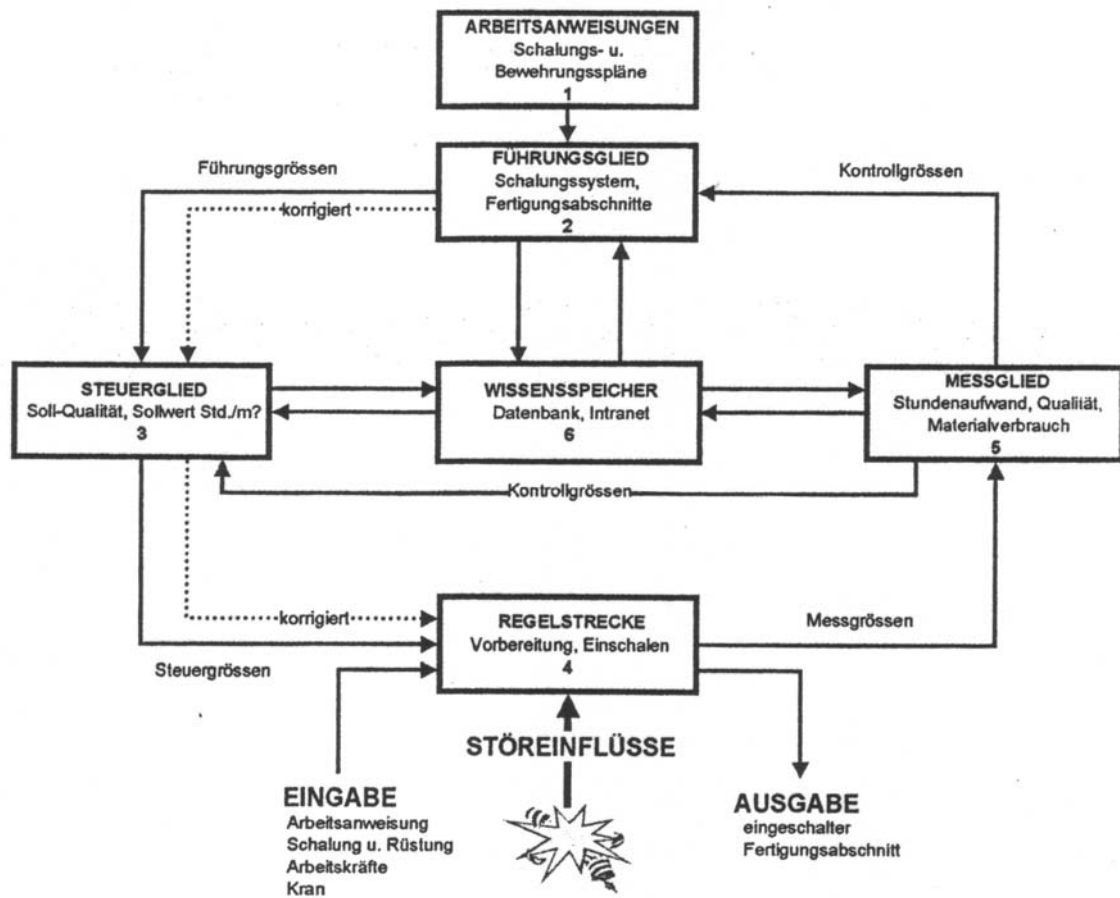 ARBEITSANWEISUNGEN
Schalungs- u.
Bewehrungsspläne
1
FÜHRUNGSGLIED
Schalungssystem,
Fertigungsabschnitte
2
Führungsgrössen
korrigiert
Kontrollgrössen
STEUERGLIED
Soll-Qualität, Sollwert Std./m?
3
WISSENSSPEICHER
Datenbank, Intranet
6
MESSGLIED
Stundenaufwand, Qualität,
Materialverbrauch
5
Kontrollgrössen
korrigiert
REGELSTRECKE
Vorbereitung, Einschalen
4
Messgrössen
Steuergrössen
STÖREINFLÜSSE
EINGABE
Arbeitsanweisung
Schalung u. Rüstung
Arbeitskräfte
Kran
AUSGABE
eingeschalter
Fertigungsabschnitt